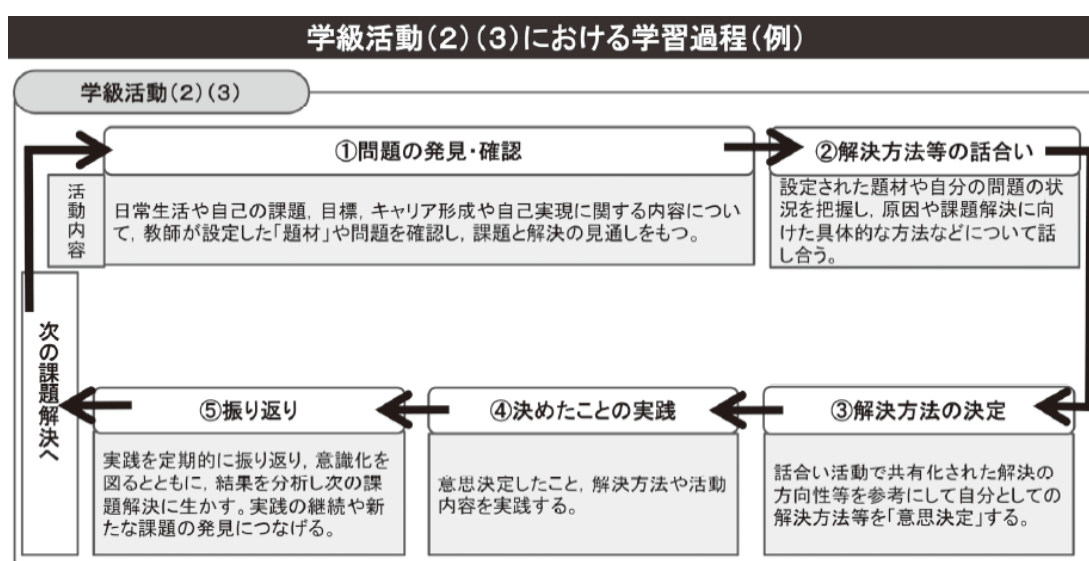 学級活動(2)(3)における学習過程(例)
学級活動(2)(3)
①問題の発見・確認
活動内容
日常生活や自己の課題,目標,キャリア形成や自己実現に関する内容につい
て,教師が設定した「題材」や問題を確認し,課題と解決の見通しをもつ。
②解決方法等の話合い
設定された題材や自分の問題の状
況を把握し,原因や課題解決に向
けた具体的な方法などについて話
し合う。
③解決方法の決定
話合い活動で共有化された解決の
方向性等を参考にして自分としての
解決方法等を「意思決定」する。
④決めたことの実践
意思決定したこと,解決方法や活動
内容を実践する。
⑤振り返り
実践を定期的に振り返り,意識化を
図るとともに,結果を分析し次の課
題解決に生かす。実践の継続や新
たな課題の発見につなげる。
次の課題解決へ